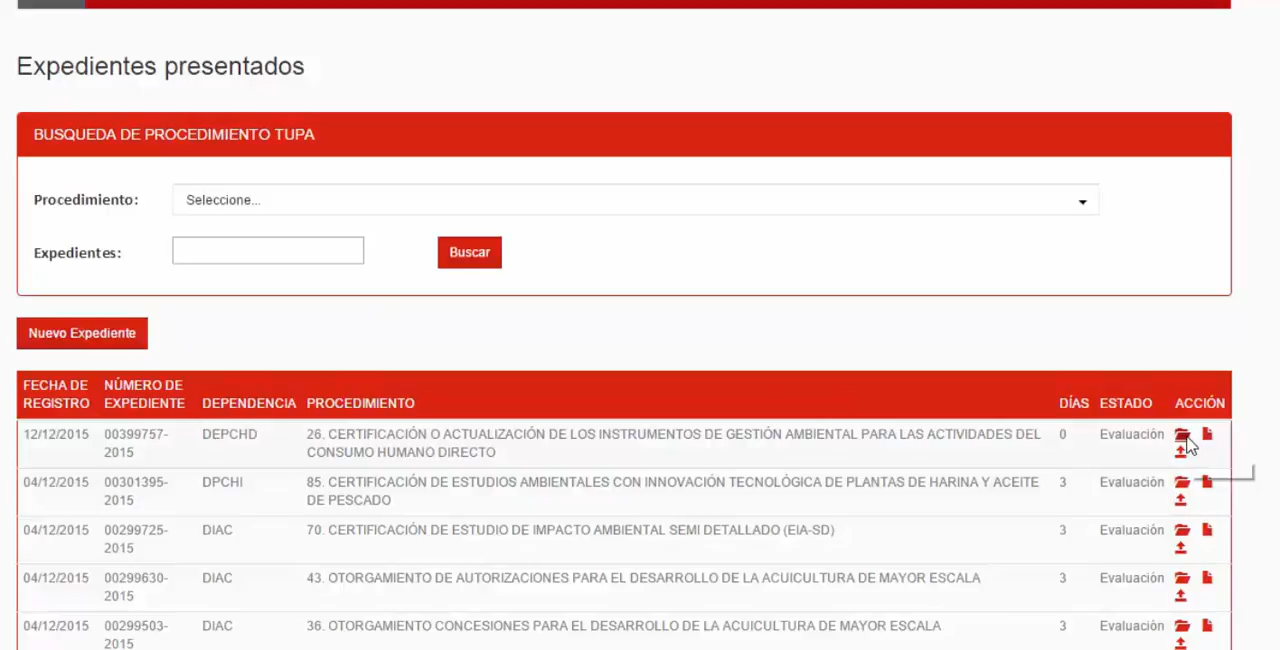 Expedientes presentados
BUSQUEDA DE PROCEDIMIENTO TUPA
Procedimiento: Seleccione...
Expedientes: Buscar
Nuevo Expediente
FECHA DE REGISTRO NÚMERO DE EXPEDIENTE DEPENDENCIA PROCEDIMIENTO DÍAS ESTADO ACCIÓN
12/12/2015 00399757- DEPCHD 26. CERTIFICACIÓN O ACTUALIZACIÓN DE LOS INSTRUMENTOS DE GESTIÓN AMBIENTAL PARA LAS ACTIVIDADES DEL 0 Evaluación
2015 CONSUMO HUMANO DIRECTO
04/12/2015 00301395- DPCHI 85. CERTIFICACIÓN DE ESTUDIOS AMBIENTALES CON INNOVACIÓN TECNOLÒGICA DE PLANTAS DE HARINA Y ACEITE 3 Evaluación
2015 DE PESCADO
04/12/2015 00299725- DIAC 70. CERTIFICACIÓN DE ESTUDIO DE IMPACTO AMBIENTAL SEMI DETALLADO (EIA-SD) 3 Evaluación
2015
04/12/2015 00299630- DIAC 43. OTORGAMIENTO DE AUTORIZACIONES PARA EL DESARROLLO DE LA ACUICULTURA DE MAYOR ESCALA 3 Evaluación
2015
04/12/2015 00299503- DIAC 36. OTORGAMIENTO CONCESIONES PARA EL DESARROLLO DE LA ACUICULTURA DE MAYOR ESCALA 3 Evaluación
2015